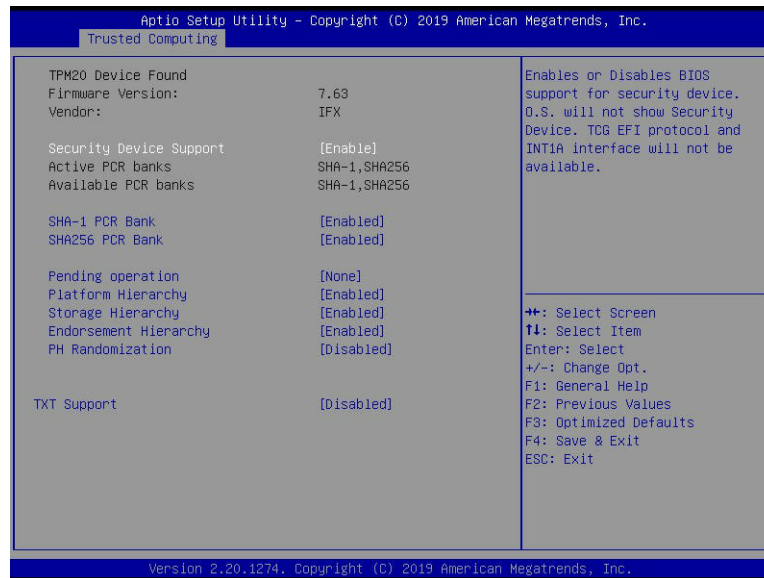 Aptio Setup Utility – Copyright (C) 2019 American Megatrends, Inc.
Trusted Computing
TPM20 Device Found
Firmware Version: 7.63
Vendor: IFX
Security Device Support [Enable]
Active PCR banks SHA-1,SHA256
Available PCR banks SHA-1,SHA256
SHA-1 PCR Bank [Enabled]
SHA256 PCR Bank [Enabled]
Pending operation [None]
Platform Hierarchy [Enabled]
Storage Hierarchy [Enabled]
Endorsement Hierarchy [Enabled]
PH Randomization [Disabled]
TXT Support [Disabled]
Enables or Disables BIOS
support for security device.
O.S. will not show Security
Device. TCG EFI protocol and
INT1A interface will not be
available.
→←: Select Screen
↑↓: Select Item
Enter: Select
+/-: Change Opt.
F1: General Help
F2: Previous Values
F3: Optimized Defaults
F4: Save & Exit
ESC: Exit
Version 2.20.1274. Copyright (C) 2019 American Megatrends, Inc.